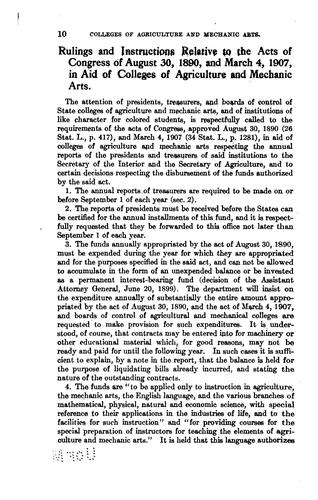 10 COLLEGES OF AGRICULTURE AND MECHANIC ARTS.
Rulings and Instructions Relative to the Acts of
Congress of August 30, 1890, and March 4, 1907,
in Aid of Colleges of Agriculture and Mechanic
Arts.
The attention of presidents, treasurers, and boards of control of
State colleges of agriculture and mechanic arts, and of institutions of
like character for colored students, is respectfully called to the
requirements of the acts of Congress, approved August 30, 1890 (26
Stat. L., p. 417), and March 4, 1907 (34 Stat. L., p. 1281), in aid of
colleges of agriculture and mechanic arts respecting the annual
reports of the presidents and treasurers of said institutions to the
Secretary of the Interior and the Secretary of Agriculture, and to
certain decisions respecting the disbursement of the funds authorized
by the said act.
1. The annual reports of treasurers are required to be made on or
before September 1 of each year (sec. 2).
2. The reports of presidents must be received before the States can
be certified for the annual installments of this fund, and it is respect-
fully requested that they be forwarded to this office not later than
September 1 of each year.
3. The funds annually appropriated by the act of August 30, 1890,
must be expended during the year for which they are appropriated
and for the purposes specified in the said act, and can not be allowed
to accumulate in the form of an unexpended balance or be invested
as a permanent interest-bearing fund (decision of the Assistant
Attorney General, June 20, 1899). The department will insist on
the expenditure annually of substantially the entire amount appro-
priated by the act of August 30, 1890, and the act of March 4, 1907,
and boards of control of agricultural and mechanical colleges are
requested to make provision for such expenditures. It is under-
stood, of course, that contracts may be entered into for machinery or
other educational material which, for good reasons, may not be
ready and paid for until the following year. In such cases it is suffi-
cient to explain, by a note in the report, that the balance is held for
the purpose of liquidating bills already incurred, and stating the
nature of the outstanding contracts.
4. The funds are "to be applied only to instruction in agriculture,
the mechanic arts, the English language, and the various branches of
mathematical, physical, natural and economic science, with special
reference to their applications in the industries of life, and to the
facilities for such instruction" and "for providing courses for the
special preparation of instructors for teaching the elements of agri-
culture and mechanic arts." It is held that this language authorizes